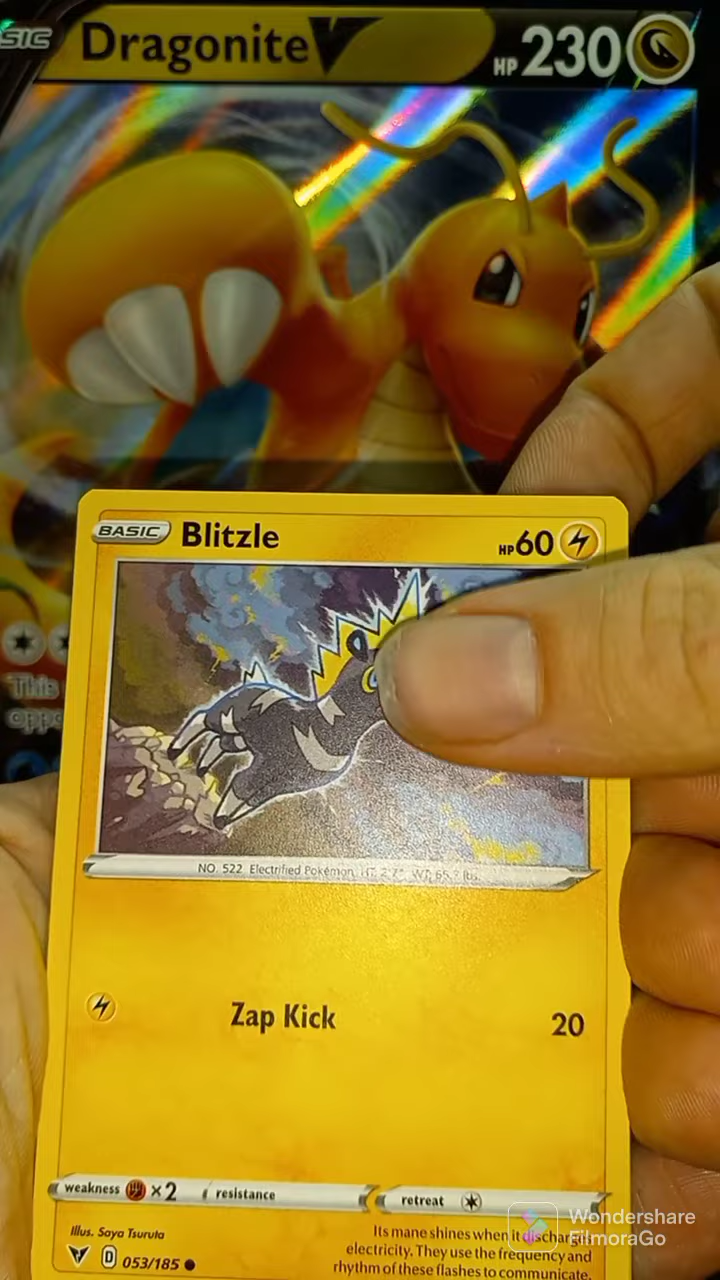 SIC Dragonite V HP 230
BASIC Blitzle HP 60
This
oppo
NO. 522 Electrified Pokémon HT: 2'7" WT: 65.7 lbs.
Zap Kick 20
weakness ×2 resistance retreat
Illus. Saya Tsuruta
Its mane shines when it discharges
electricity. They use the frequency and
rhythm of these flashes to communicate.
D 053/185
Wondershare
FilmoraGo